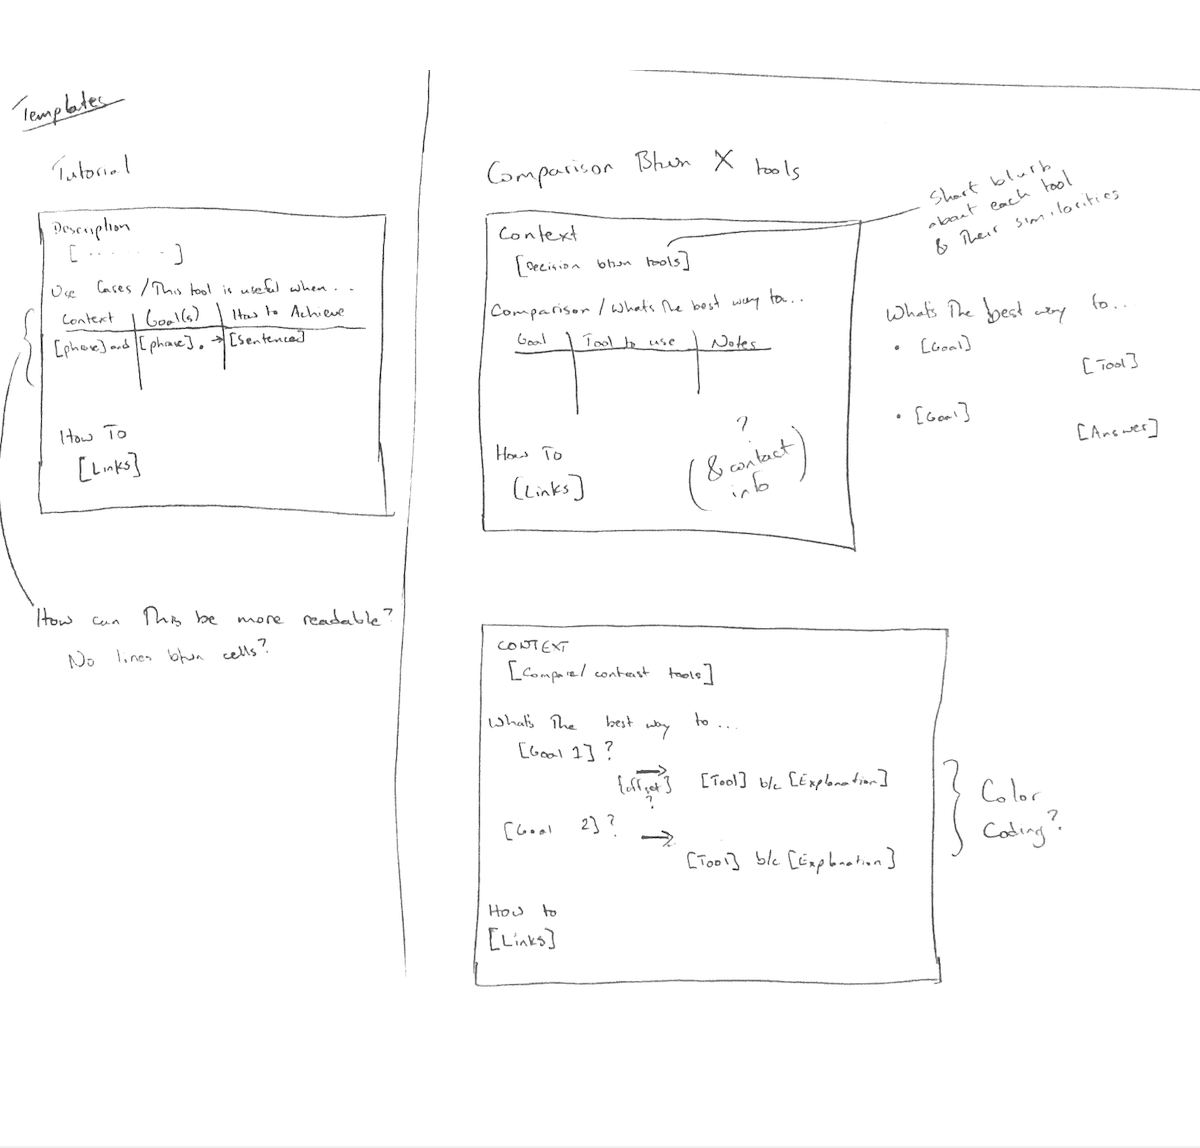 Templates
Tutorial
Description
[ ...... ]
Use Cases / This tool is useful when...
Context Goal(s) How to Achieve
[phrase] and [phrase]. → [Sentences]
How To
[Links]
How can This be more readable?
No lines btwn cells?
Comparison Btwn X tools
Context
[Decision btwn tools]
Comparison / What's The best way to...
Goal Tool to use Notes
How To
[Links]
?
(& contact
info)
Short blurb
about each tool
& Their similarities
What's The best way to...
• [Goal]
[Tool]
• [Goal]
[Answer]
CONTEXT
[Compare/contrast tools]
What's The best way to...
[Goal 1]?
{offset} [Tool] b/c [Explanation]
?
[Goal 2]?
[Tool] b/c [Explanation]
How to
[Links]
Color
Coding?